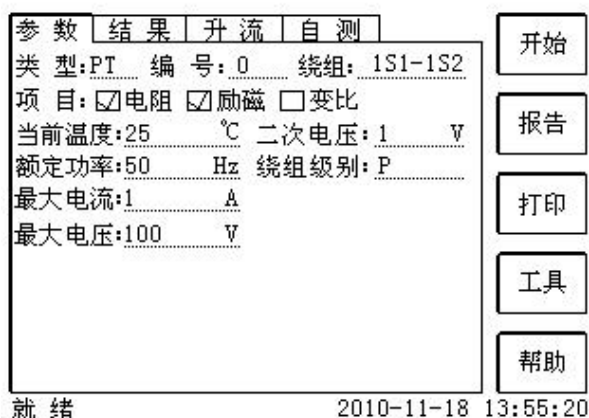 参 数 结 果 升 流 自 测
类 型:PT 编 号:0 绕组: 1S1-1S2
项 目: 电阻 励磁 变比
当前温度:25 ℃ 二次电压:1 V
额定功率:50 Hz 绕组级别:P
最大电流:1 A
最大电压:100 V
开始
报告
打印
工具
帮助
就 绪 2010-11-18 13:55:20